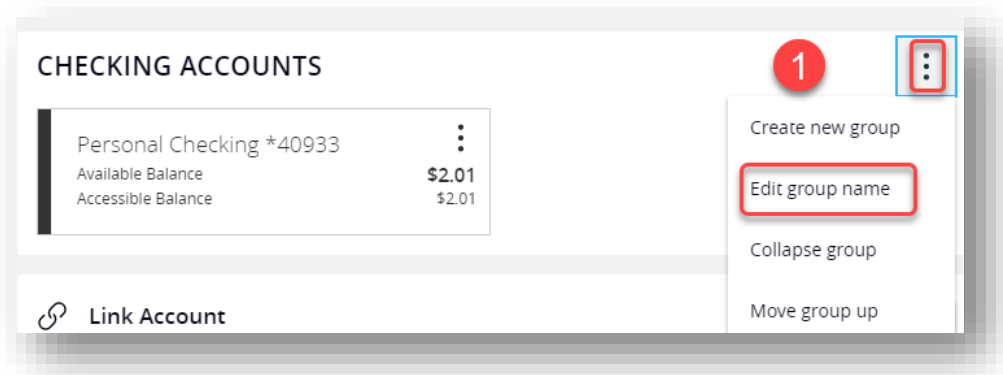 CHECKING ACCOUNTS
1
Personal Checking *40933
Available Balance $2.01
Accessible Balance $2.01
Create new group
Edit group name
Collapse group
Move group up
Link Account